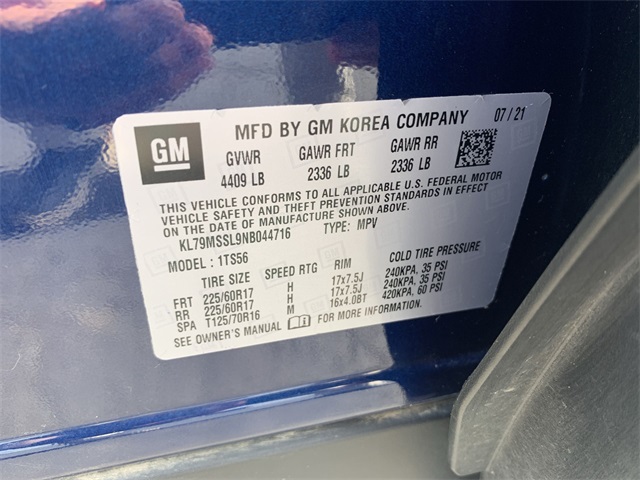 GM
MFD BY GM KOREA COMPANY 07/21
GVWR GAWR FRT GAWR RR
4409 LB 2336 LB 2336 LB
THIS VEHICLE CONFORMS TO ALL APPLICABLE U.S. FEDERAL MOTOR
VEHICLE SAFETY AND THEFT PREVENTION STANDARDS IN EFFECT
ON THE DATE OF MANUFACTURE SHOWN ABOVE.
KL79MSSL9NB044716 TYPE: MPV
MODEL: 1TS56
TIRE SIZE SPEED RTG RIM COLD TIRE PRESSURE
FRT 225/60R17 H 17x7.5J 240KPA, 35 PSI
RR 225/60R17 H 17x7.5J 240KPA, 35 PSI
SPA T125/70R16 M 16x4.0BT 420KPA, 60 PSI
SEE OWNER'S MANUAL FOR MORE INFORMATION.